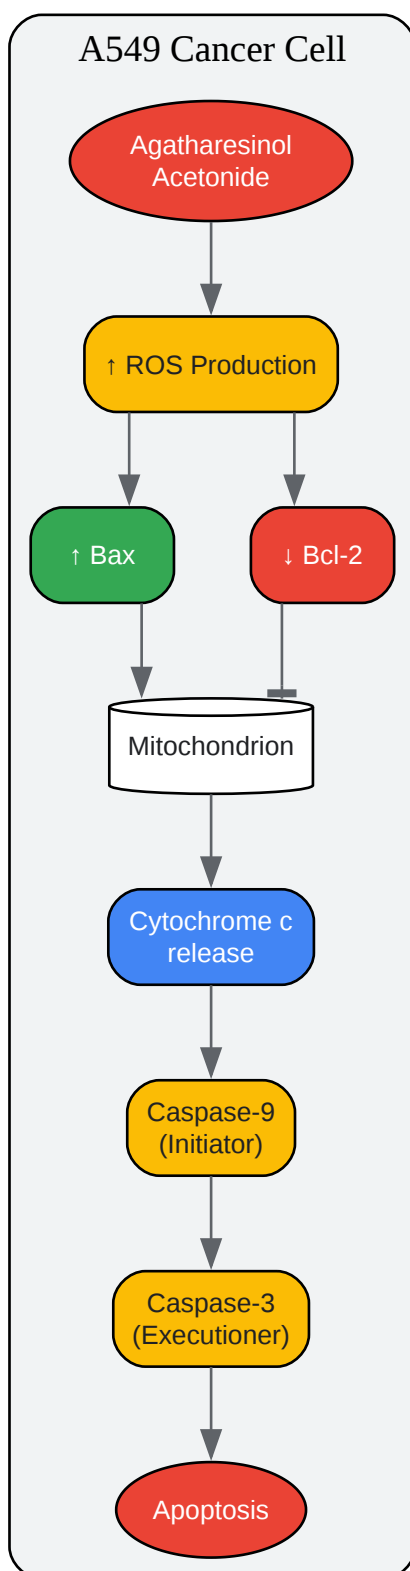 A549 Cancer Cell
Agatharesinol
Acetonide
↑ ROS Production
↑ Bax
↓ Bcl-2
Mitochondrion
Cytochrome c
release
Caspase-9
(Initiator)
Caspase-3
(Executioner)
Apoptosis